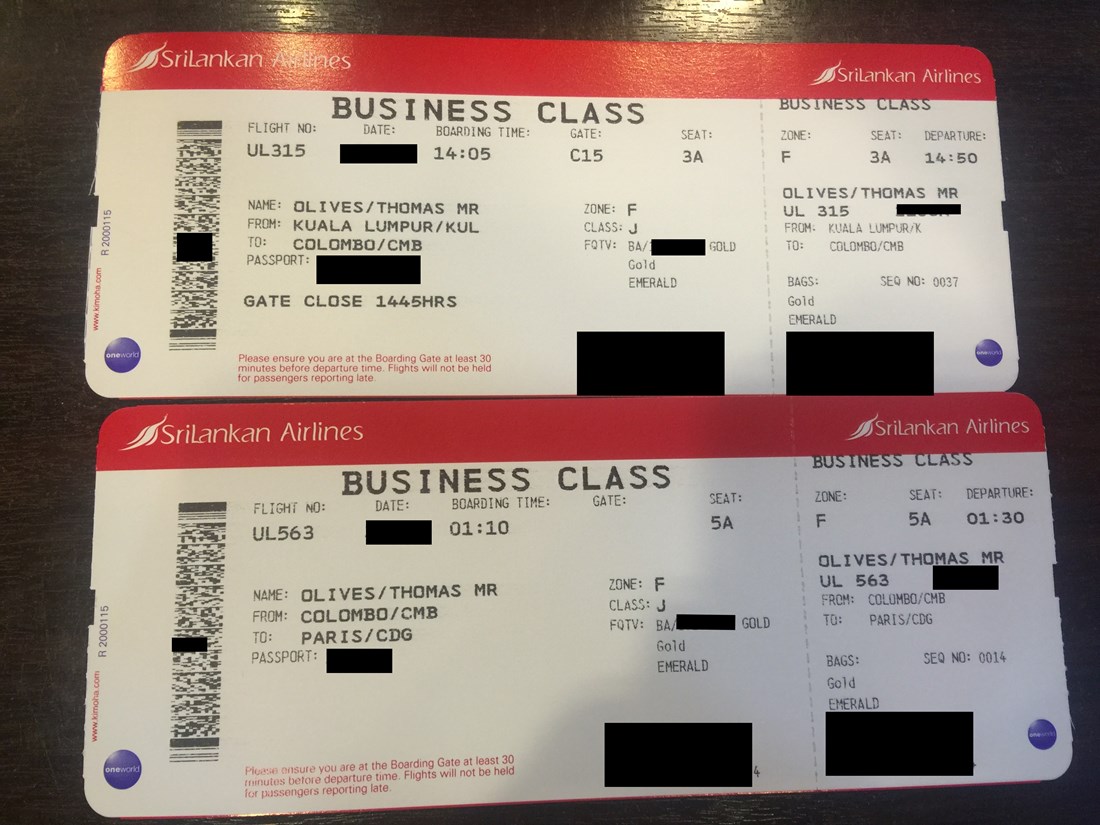 SriLankan Airlines
SriLankan Airlines
BUSINESS CLASS
BUSINESS CLASS
FLIGHT NO: DATE: BOARDING TIME: GATE: SEAT:
UL315 14:05 C15 3A
ZONE: SEAT: DEPARTURE:
F 3A 14:50
NAME: OLIVES/THOMAS MR
FROM: KUALA LUMPUR/KUL
TO: COLOMBO/CMB
PASSPORT:
GATE CLOSE 1445HRS
ZONE: F
CLASS: J
FQTV: BA/ GOLD
Gold
EMERALD
OLIVES/THOMAS MR
UL 315
FROM: KUALA LUMPUR/K
TO: COLOMBO/CMB
BAGS: SEQ NO: 0037
Gold
EMERALD
R 2000115
www.kimoha.com
oneworld
Please ensure you are at the Boarding Gate at least 30
minutes before departure time. Flights will not be held
for passengers reporting late.
oneworld
SriLankan Airlines
SriLankan Airlines
BUSINESS CLASS
BUSINESS CLASS
FLIGHT NO: DATE: BOARDING TIME: GATE: SEAT:
UL563 01:10 5A
ZONE: SEAT: DEPARTURE:
F 5A 01:30
NAME: OLIVES/THOMAS MR
FROM: COLOMBO/CMB
TO: PARIS/CDG
PASSPORT:
ZONE: F
CLASS: J
FQTV: BA/ GOLD
Gold
EMERALD
OLIVES/THOMAS MR
UL 563
FROM: COLOMBO/CMB
TO: PARIS/CDG
BAGS: SEQ NO: 0014
Gold
EMERALD
R 2000115
www.kimoha.com
oneworld
Please ensure you are at the Boarding Gate at least 30
minutes before departure time. Flights will not be held
for passengers reporting late.
4
oneworld